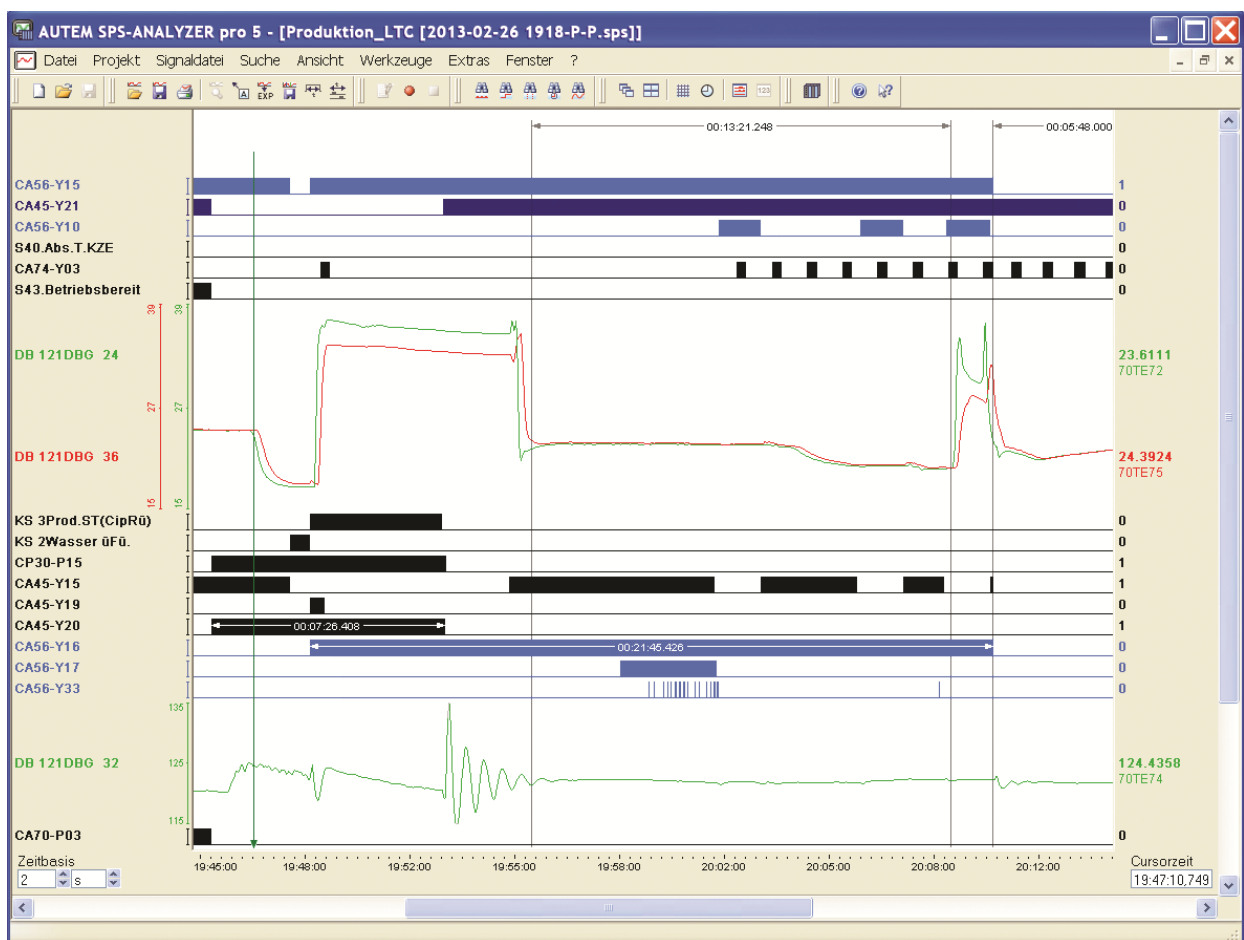 AUTEM SPS-ANALYZER pro 5 - [Produktion_LTC [2013-02-26 1918-P-P.sps]]
Datei Projekt Signaldatei Suche Ansicht Werkzeuge Extras Fenster ?
EXP 123
00:13:21.248 00:05:48.000
CA56-Y15 1
CA45-Y21 0
CA56-Y10 0
S40.Abs.T.KZE 0
CA74-Y03 0
S43.Betriebsbereit 0
39 39
DB 121DBG 24 23.6111
70TE72
27 27
DB 121DBG 36 24.3924
70TE75
15 15
KS 3Prod.ST(CipRü) 0
KS 2Wasser üFü. 0
CP30-P15 1
CA45-Y15 1
CA45-Y19 0
CA45-Y20 00:07:26.408 1
CA56-Y16 00:21:45.426 0
CA56-Y17 0
CA56-Y33 0
135
DB 121DBG 32 125 124.4358
70TE74
115
CA70-P03 0
Zeitbasis 19:45:00 19:48:00 19:52:00 19:55:00 19:58:00 20:02:00 20:05:00 20:08:00 20:12:00 Cursorzeit
2 s 19:47:10,749